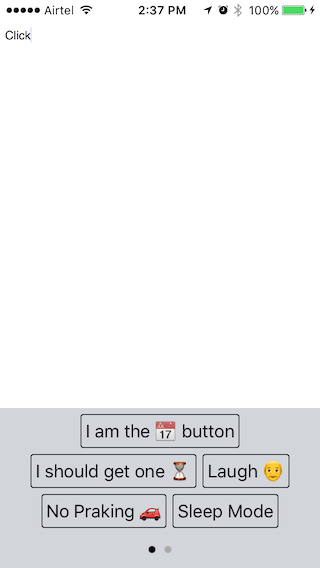 Airtel 2:37 PM 100%
Click
I am the 📅 button
I should get one ⏳ Laugh 👴
No Praking 🚗 Sleep Mode